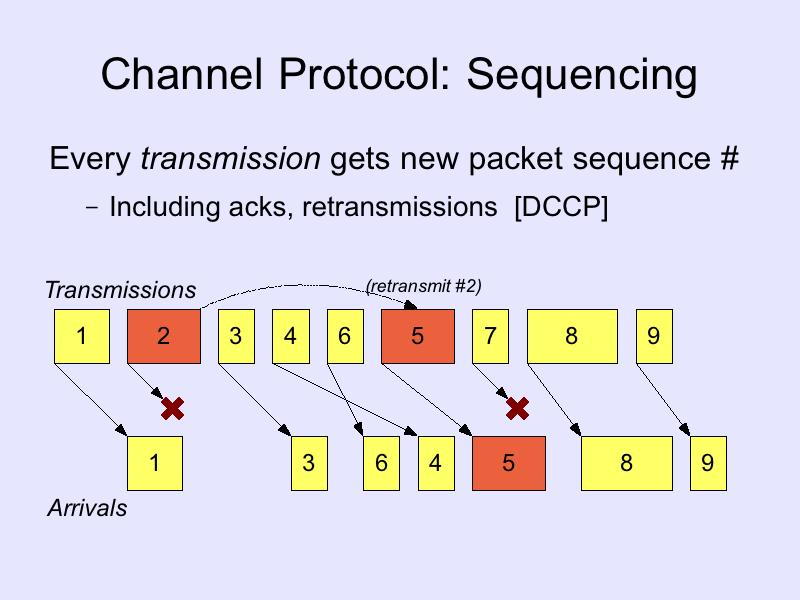 Channel Protocol: Sequencing
Every transmission gets new packet sequence #
– Including acks, retransmissions [DCCP]
Transmissions (retransmit #2)
1 2 3 4 6 5 7 8 9
1 3 6 4 5 8 9
Arrivals